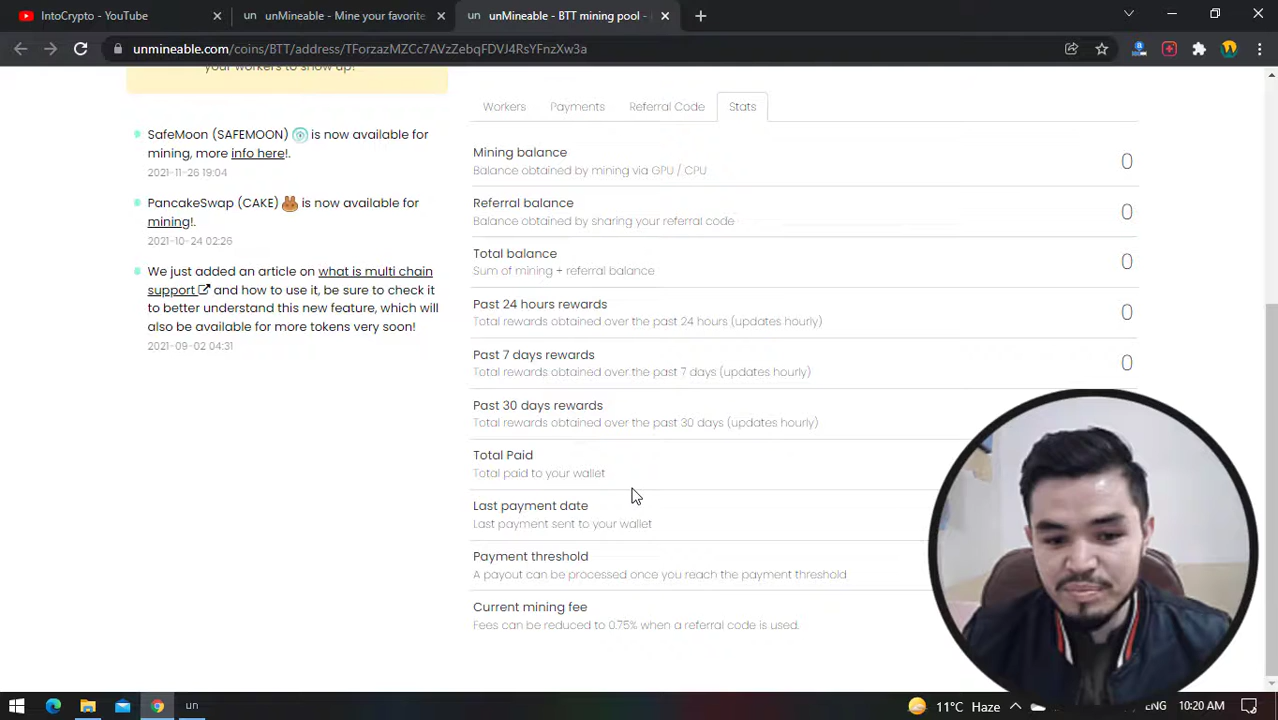 IntoCrypto - YouTube
unMineable - Mine your favorite
unMineable - BTT mining pool -
unmineable.com/coins/BTT/address/TForzazMZCc7AVzZebqFDVJ4RsYFnzXw3a
your workers to show up!
Workers
Payments
Referral Code
Stats
SafeMoon (SAFEMOON) is now available for
mining, more info here!.
2021-11-26 19:04
PancakeSwap (CAKE) is now available for
mining!.
2021-10-24 02:26
We just added an article on what is multi chain
support and how to use it, be sure to check it
to better understand this new feature, which will
also be available for more tokens very soon!
2021-09-02 04:31
Mining balance
Balance obtained by mining via GPU / CPU
0
Referral balance
Balance obtained by sharing your referral code
0
Total balance
Sum of mining + referral balance
0
Past 24 hours rewards
Total rewards obtained over the past 24 hours (updates hourly)
0
Past 7 days rewards
Total rewards obtained over the past 7 days (updates hourly)
0
Past 30 days rewards
Total rewards obtained over the past 30 days (updates hourly)
Total Paid
Total paid to your wallet
Last payment date
Last payment sent to your wallet
Payment threshold
A payout can be processed once you reach the payment threshold
Current mining fee
Fees can be reduced to 0.75% when a referral code is used.
un
11°C Haze
ENG
10:20 AM